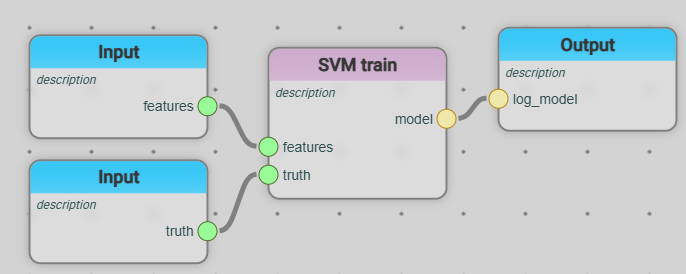 Input
description
features
Input
description
truth
SVM train
description
model
features
truth
Output
description
log_model